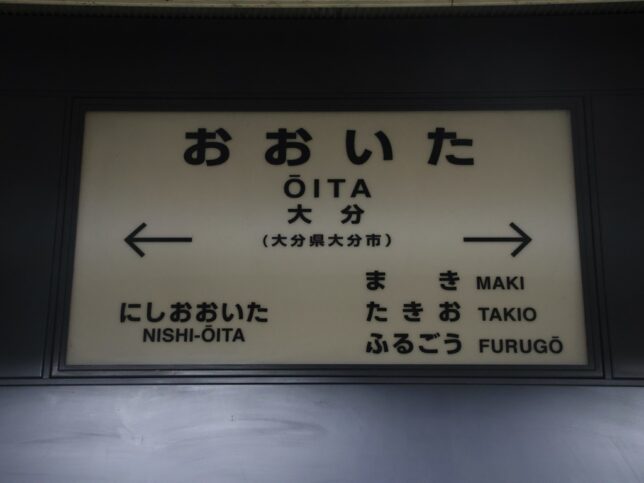 おおいた
ŌITA
大分
(大分県大分市)
← →
にしおおいた
NISHI-ŌITA
まき MAKI
たきお TAKIO
ふるごう FURUGŌ